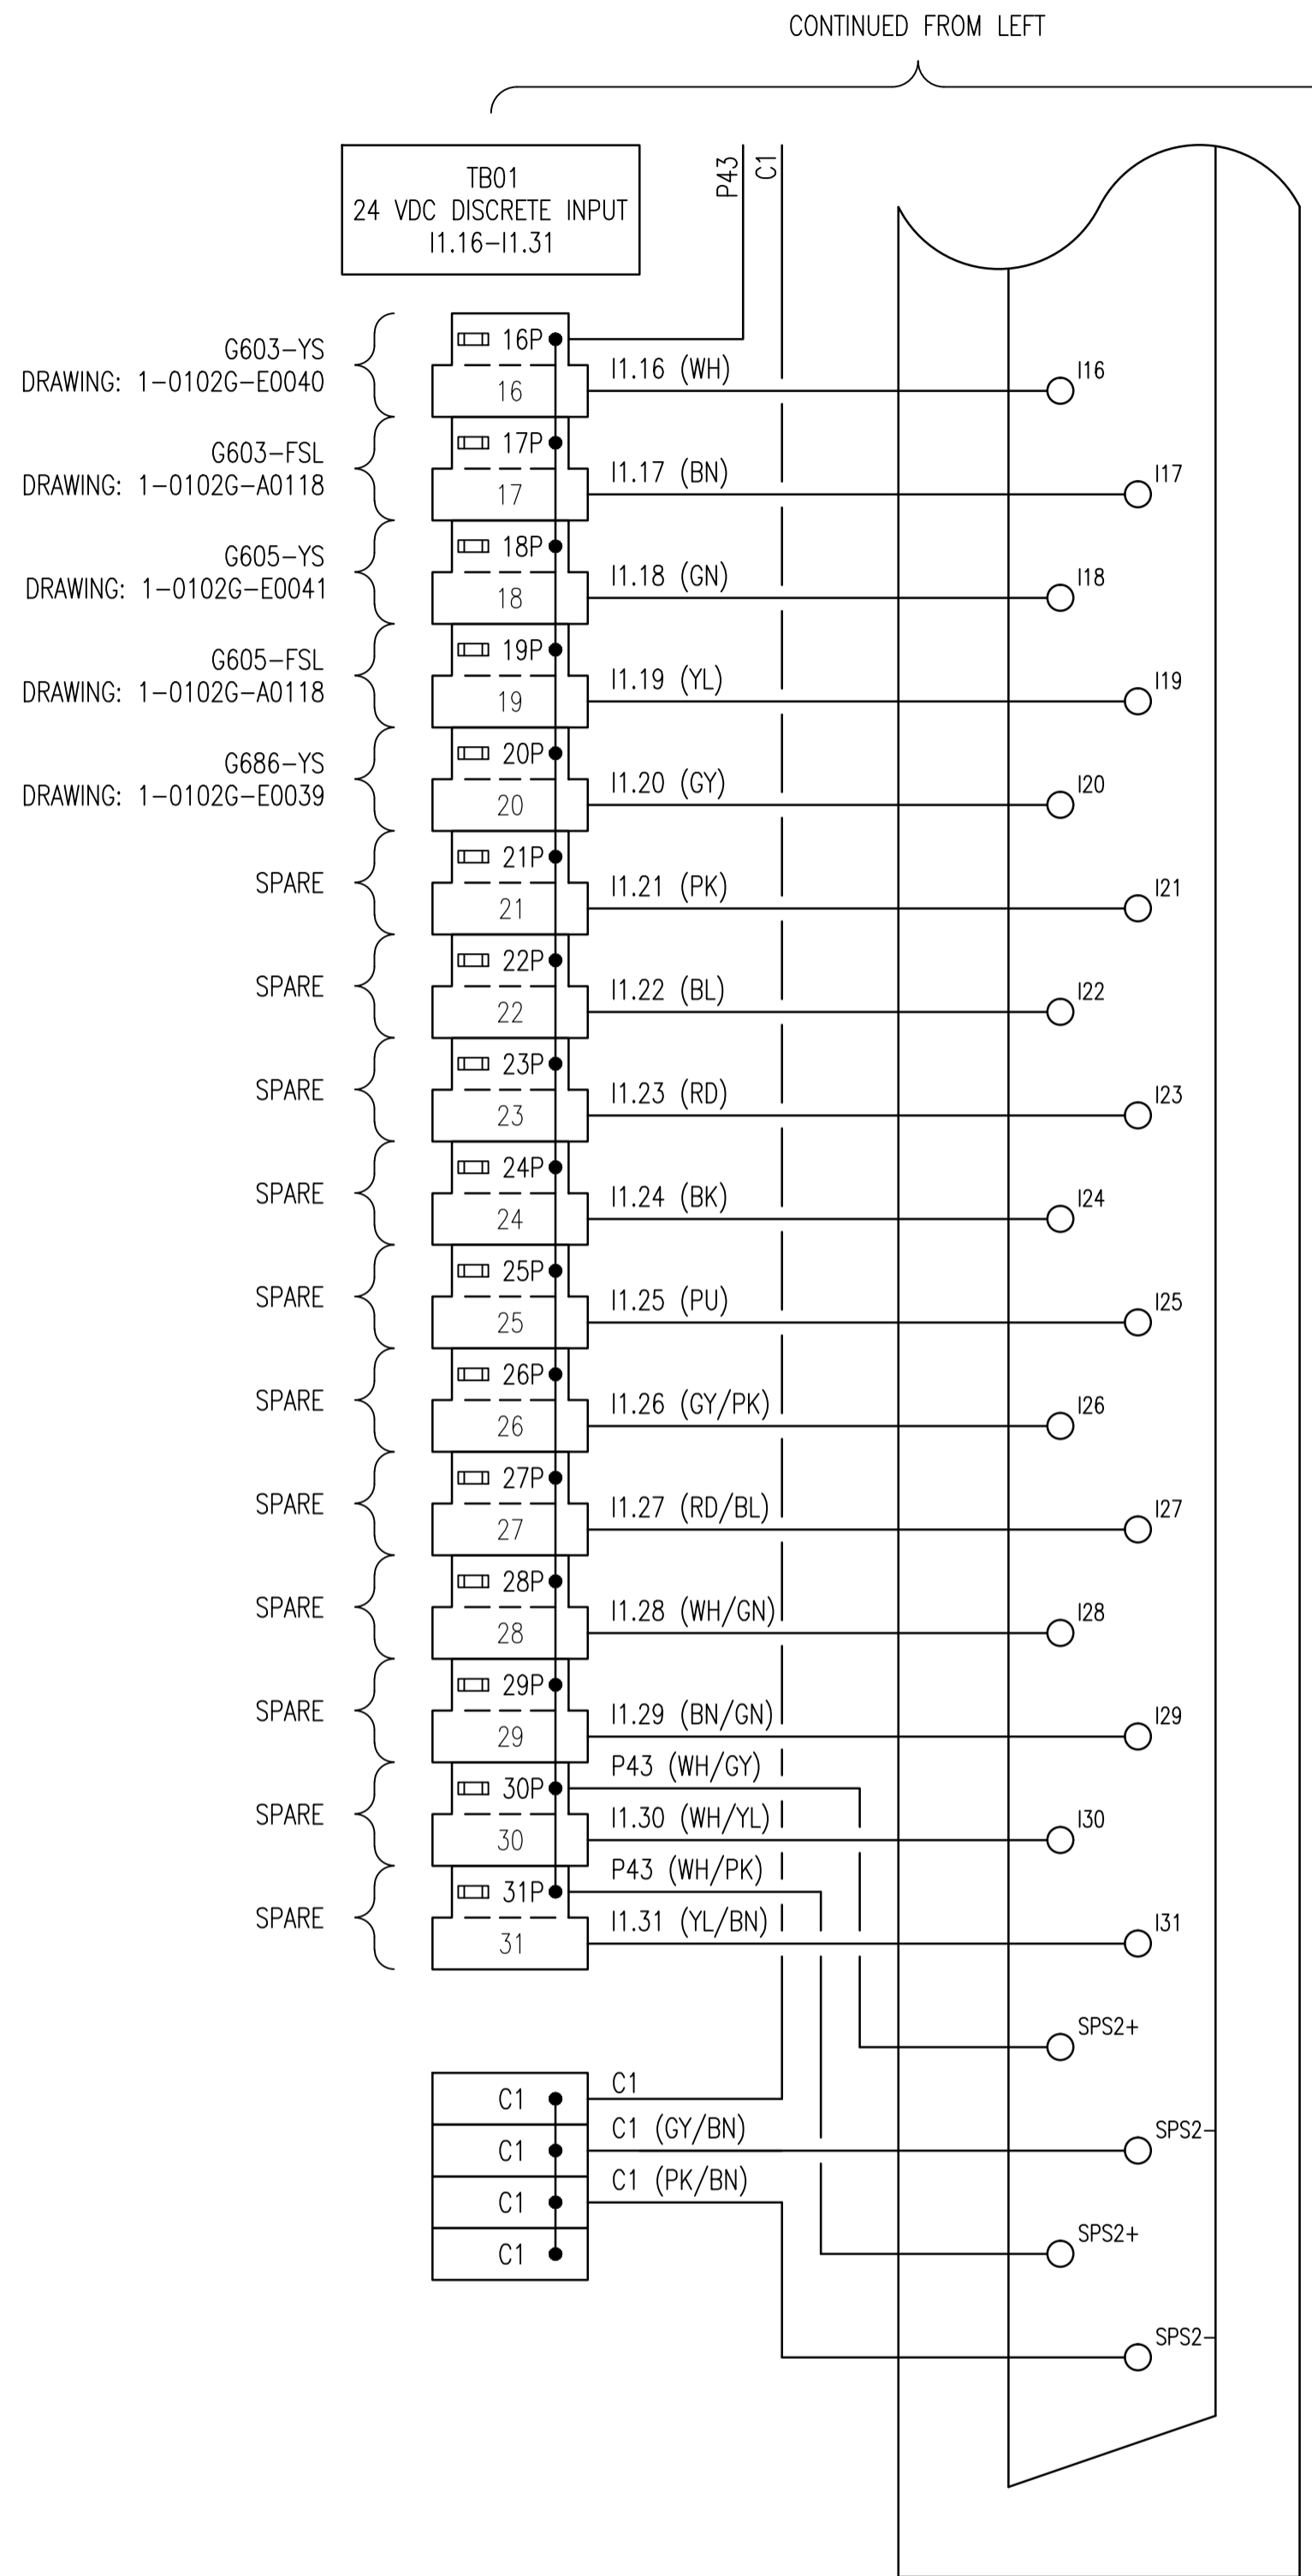 CONTINUED FROM LEFT
TB01
24 VDC DISCRETE INPUT
I1.16-I1.31
P43
C1
G603-YS
DRAWING: 1-0102G-E0040
16P
16
I1.16 (WH)
I16
G603-FSL
DRAWING: 1-0102G-A0118
17P
17
I1.17 (BN)
I17
G605-YS
DRAWING: 1-0102G-E0041
18P
18
I1.18 (GN)
I18
G605-FSL
DRAWING: 1-0102G-A0118
19P
19
I1.19 (YL)
I19
G686-YS
DRAWING: 1-0102G-E0039
20P
20
I1.20 (GY)
I20
SPARE
21P
21
I1.21 (PK)
I21
SPARE
22P
22
I1.22 (BL)
I22
SPARE
23P
23
I1.23 (RD)
I23
SPARE
24P
24
I1.24 (BK)
I24
SPARE
25P
25
I1.25 (PU)
I25
SPARE
26P
26
I1.26 (GY/PK)
I26
SPARE
27P
27
I1.27 (RD/BL)
I27
SPARE
28P
28
I1.28 (WH/GN)
I28
SPARE
29P
29
I1.29 (BN/GN)
I29
SPARE
30P
P43 (WH/GY)
30
I1.30 (WH/YL)
I30
SPARE
31P
P43 (WH/PK)
31
I1.31 (YL/BN)
I31
SPS2+
C1
C1
C1
C1 (GY/BN)
SPS2-
C1
C1 (PK/BN)
C1
SPS2+
SPS2-